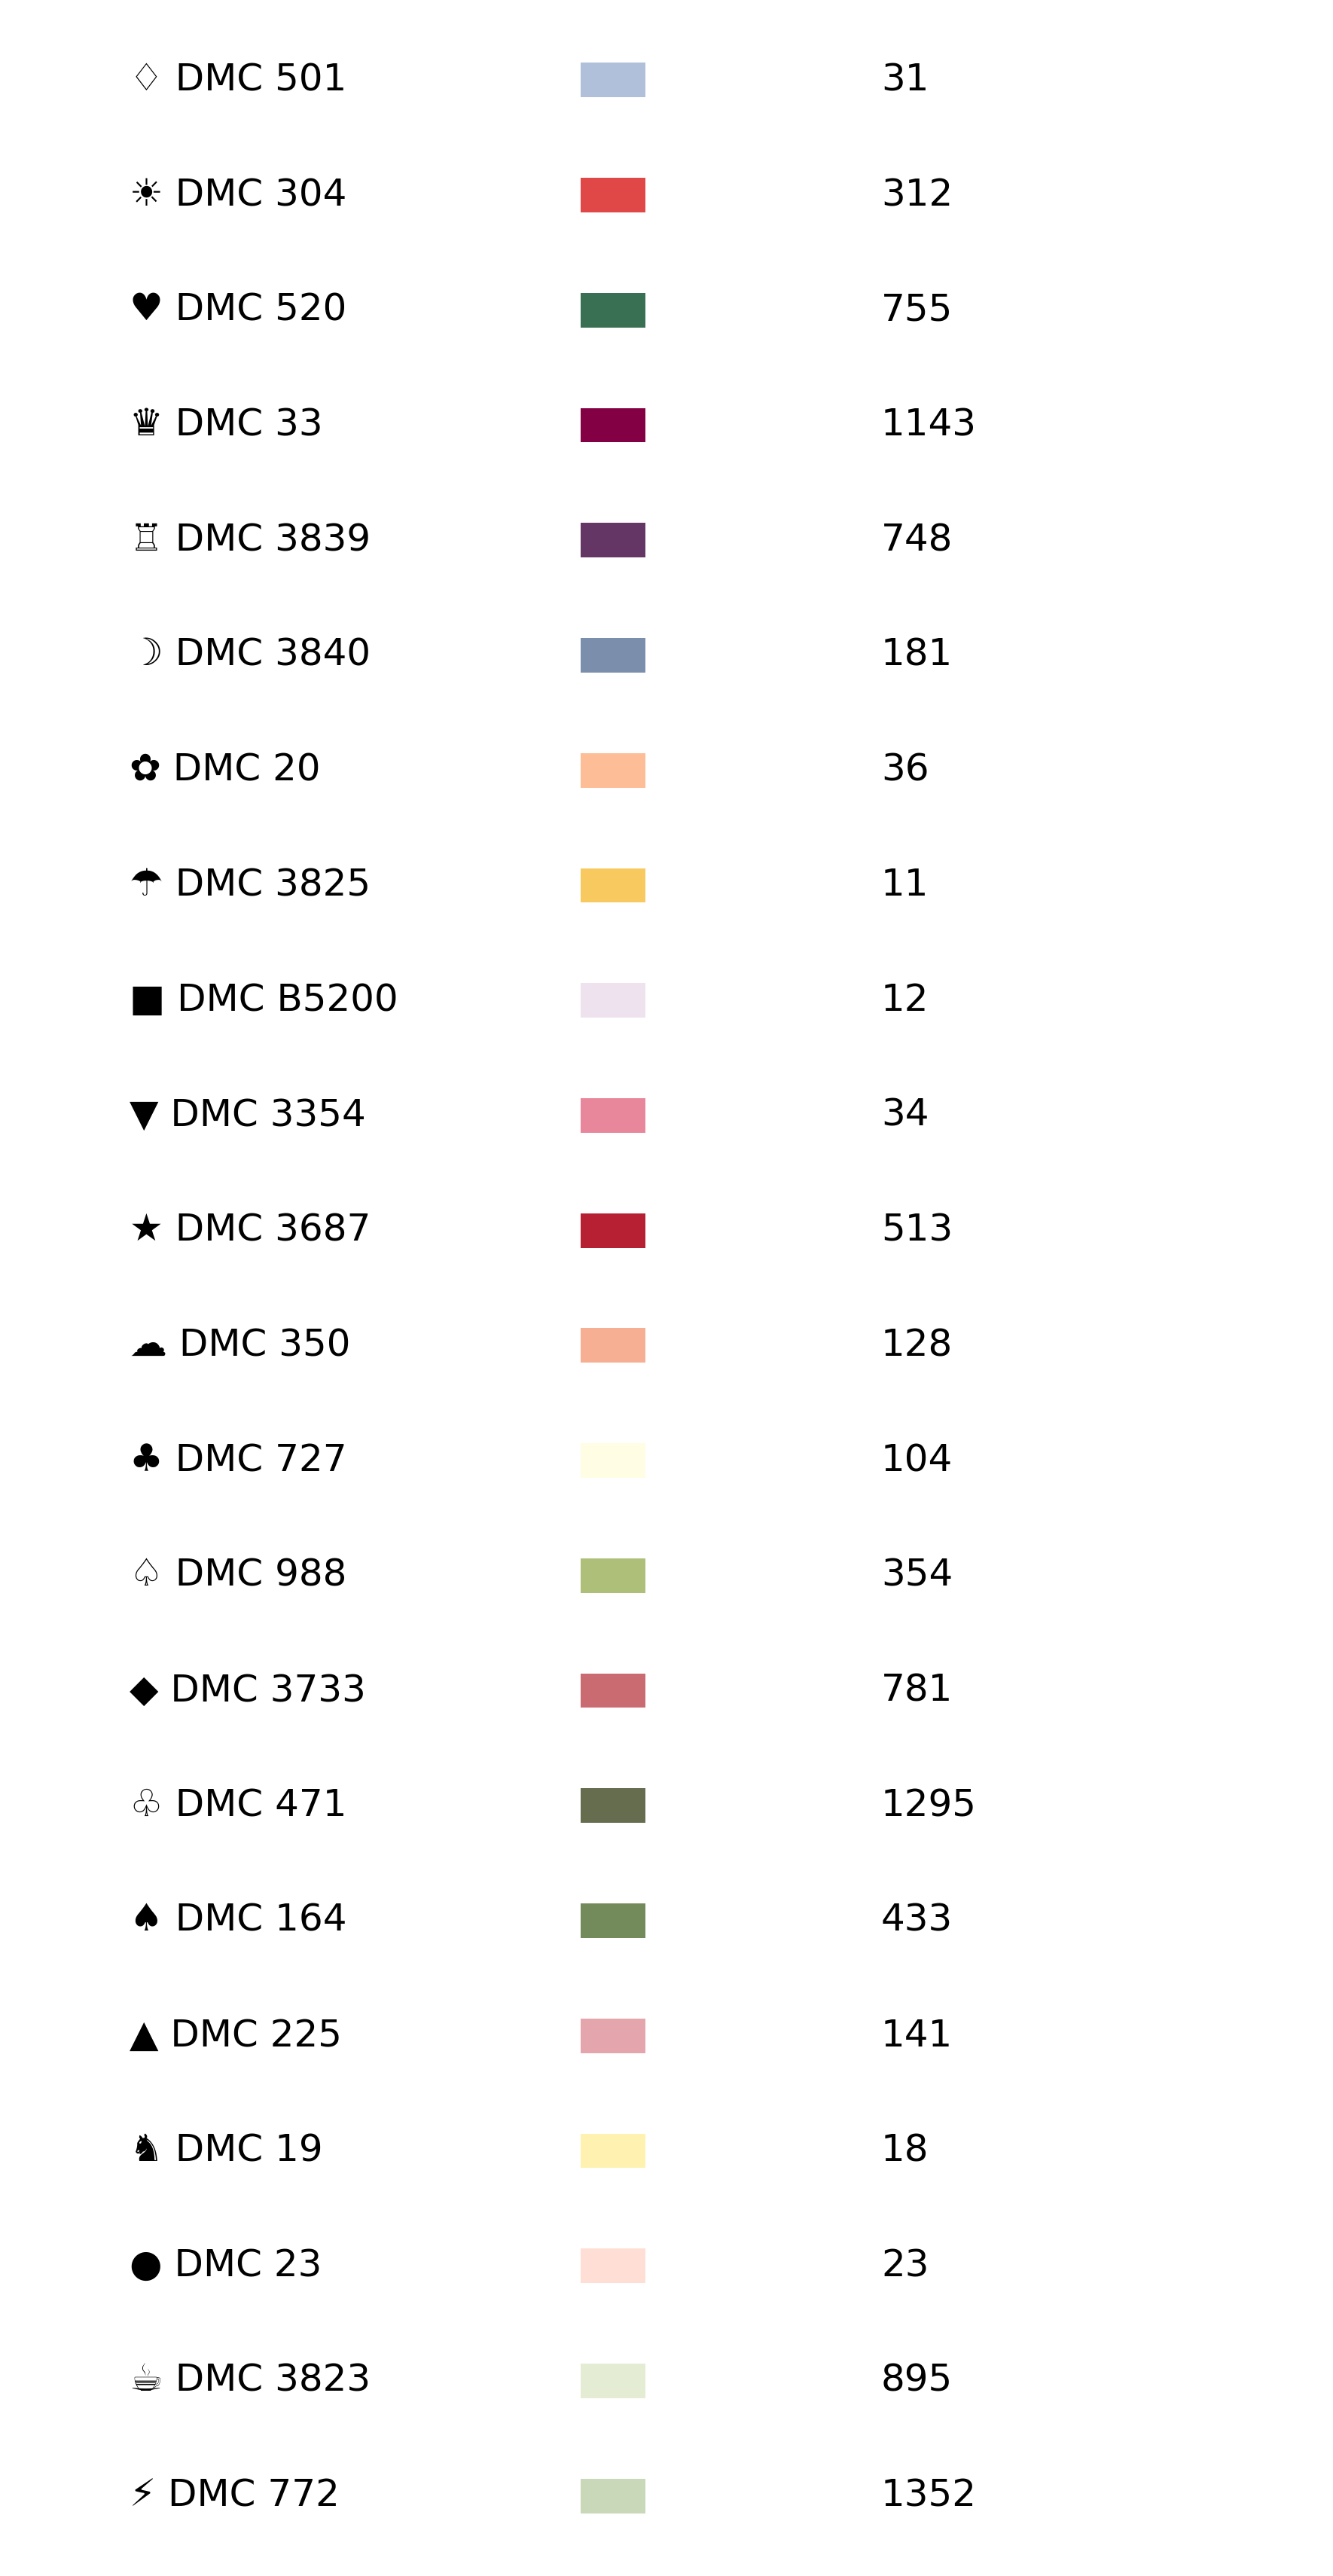 ♢ DMC 501 31
☀ DMC 304 312
♥ DMC 520 755
♛ DMC 33 1143
♖ DMC 3839 748
☽ DMC 3840 181
✿ DMC 20 36
☂ DMC 3825 11
■ DMC B5200 12
▼ DMC 3354 34
★ DMC 3687 513
☁ DMC 350 128
♣ DMC 727 104
♤ DMC 988 354
◆ DMC 3733 781
♧ DMC 471 1295
♠ DMC 164 433
▲ DMC 225 141
♞ DMC 19 18
● DMC 23 23
☕ DMC 3823 895
⚡ DMC 772 1352